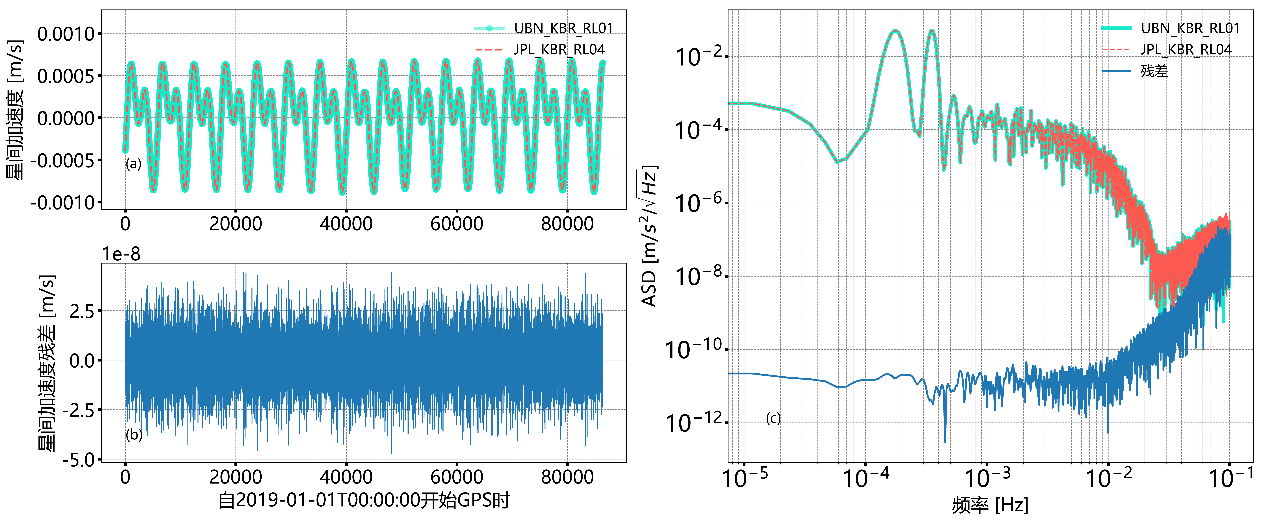 0.0010
0.0005
0.0000
-0.0005
-0.0010
星间加速度 [m/s]
UBN_KBR_RL01
JPL_KBR_RL04
(a)
0
20000
40000
60000
80000
1e-8
2.5
0.0
-2.5
-5.0
星间加速度残差 [m/s]
(b)
0
20000
40000
60000
80000
自2019-01-01T00:00:00开始GPS时
10⁻²
10⁻⁴
10⁻⁶
10⁻⁸
10⁻¹⁰
10⁻¹²
ASD [m/s²/√Hz]
UBN_KBR_RL01
JPL_KBR_RL04
残差
(c)
10⁻⁵
10⁻⁴
10⁻³
10⁻²
10⁻¹
频率 [Hz]